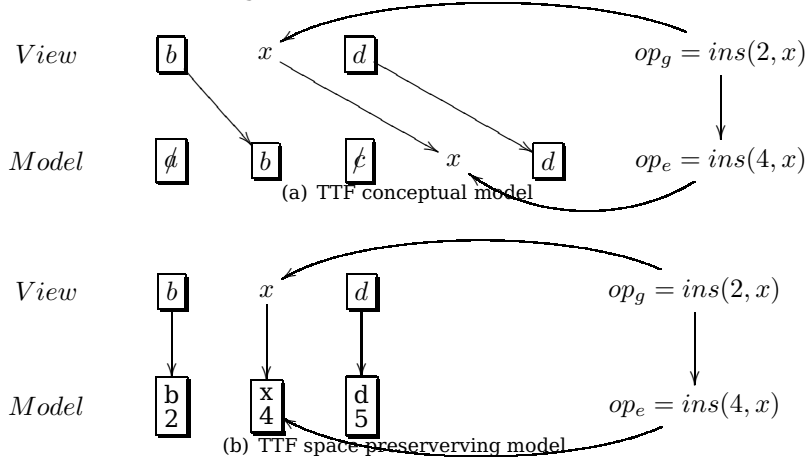 View b x d op_g = ins(2, x)
Model a b c x d op_e = ins(4, x)
(a) TTF conceptual model
View b x d op_g = ins(2, x)
Model b x d op_e = ins(4, x)
2 4 5
(b) TTF space-preserverving model